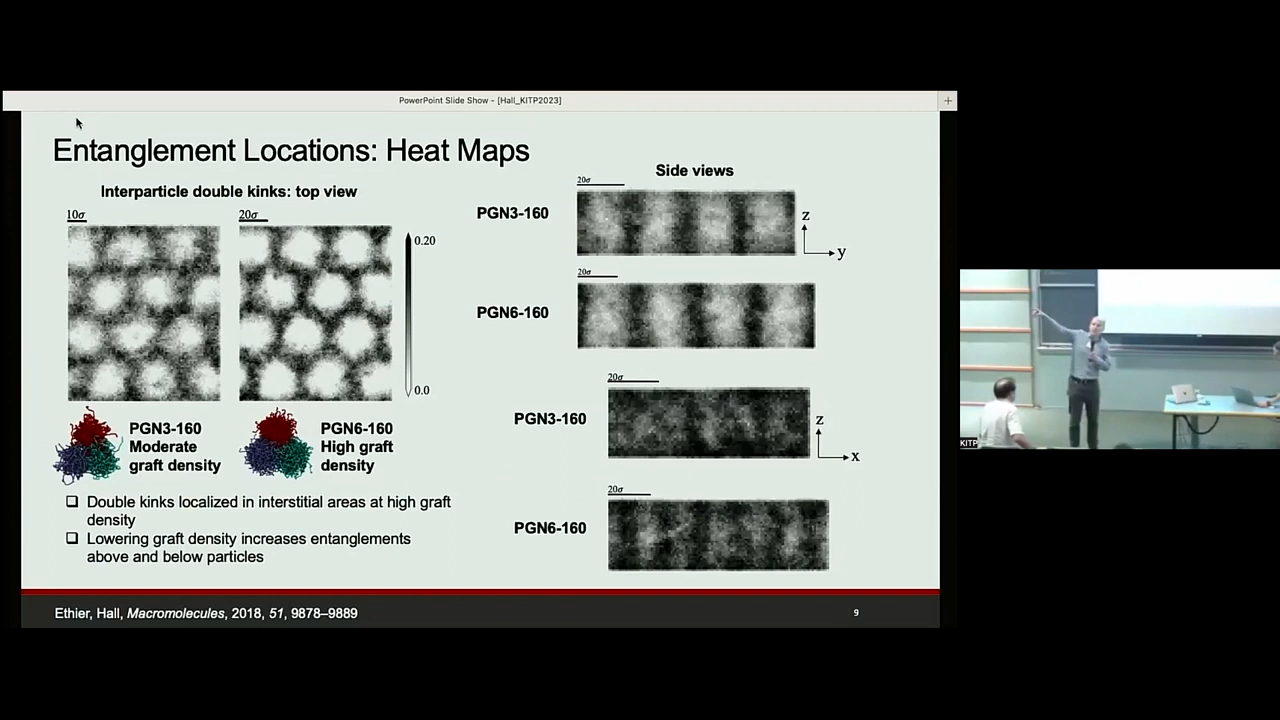 PowerPoint Slide Show - [Hall_KITP2023]
+
Entanglement Locations: Heat Maps
Interparticle double kinks: top view
10σ
20σ
0.20
0.0
PGN3-160
Moderate
graft density
PGN6-160
High graft
density
Double kinks localized in interstitial areas at high graft
density
Lowering graft density increases entanglements
above and below particles
Side views
20σ
PGN3-160
z
y
20σ
PGN6-160
20σ
PGN3-160
z
x
20σ
PGN6-160
Ethier, Hall, Macromolecules, 2018, 51, 9878–9889
9
KITP